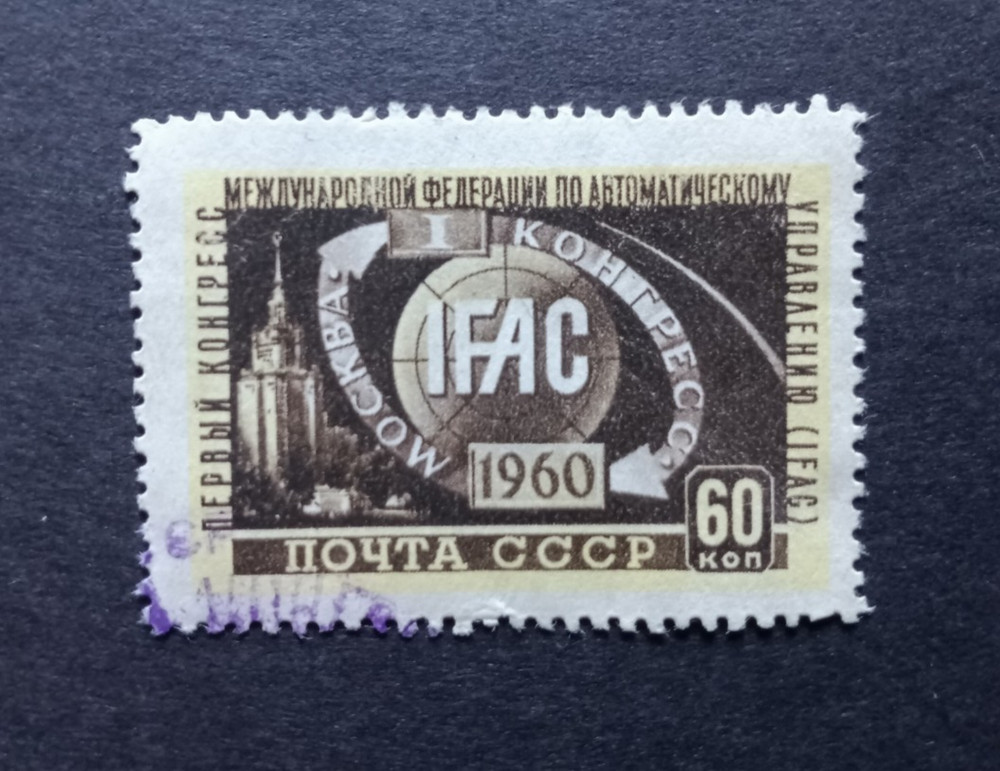 ПЕРВЫЙ КОНГРЕСС
МЕЖДУНАРОДНОЙ ФЕДЕРАЦИИ ПО АВТОМАТИЧЕСКОМУ
УПРАВЛЕНИЮ (IFAC)
I
МОСКВА · КОНГРЕСС ·
IFAC
1960
60
КОП
ПОЧТА СССР